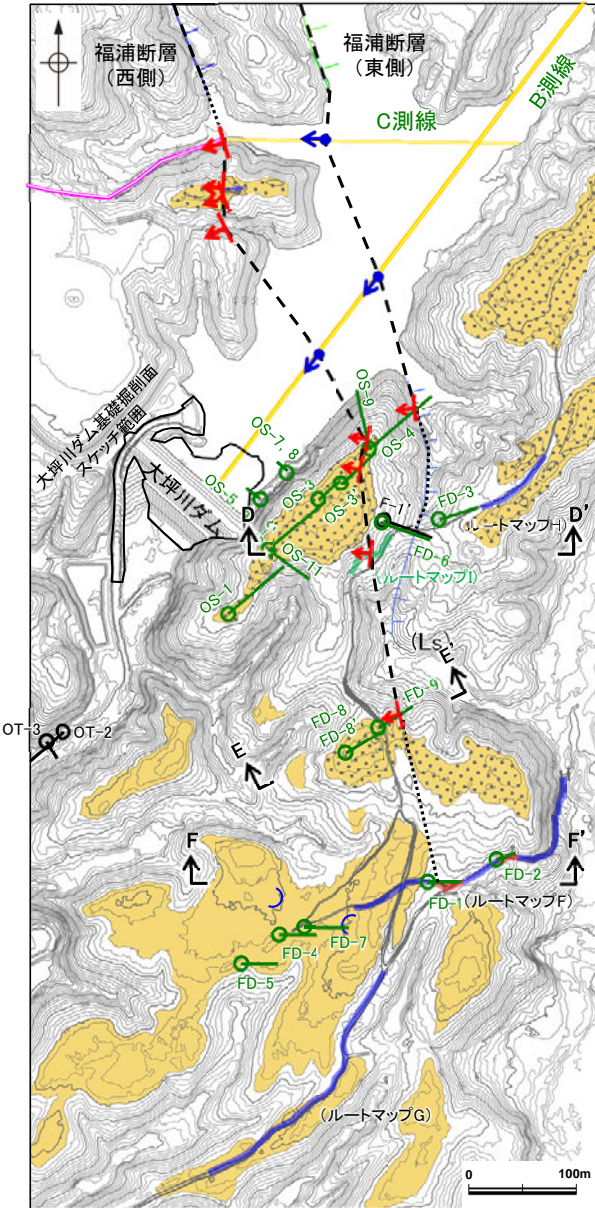 福浦断層
（西側）
福浦断層
（東側）
B測線
C測線
大坪川ダム基礎掘削面
スケッチ範囲
大坪川ダム
OS-9
OS-4
OS-7, 8
OS-5
OS-3
OS-3'
F-1'
FD-3
(ルートマップH)
D
D'
OS-11
FD-6
(ルートマップI)
OS-1
(Ls)
E'
FD-9
FD-8
FD-8'
OT-3
OT-2
E
F
F'
FD-2
FD-1
(ルートマップF)
FD-7
FD-4
FD-5
(ルートマップG)
0
100m